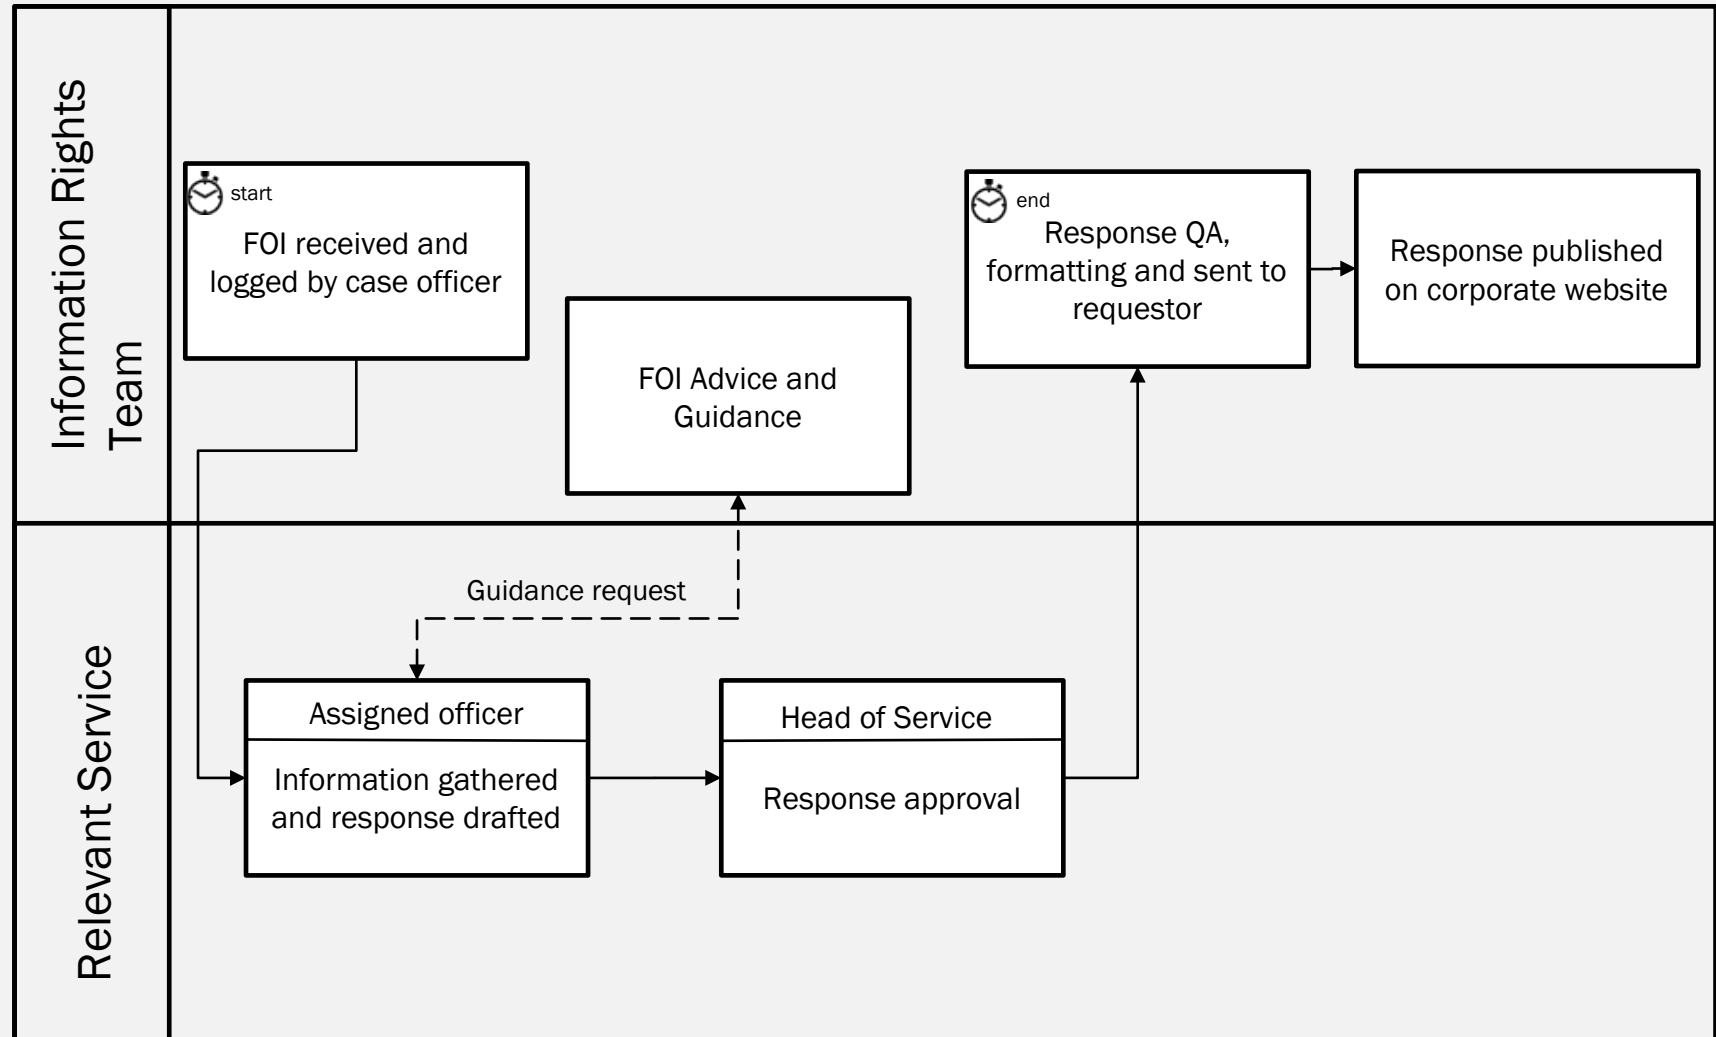 Information Rights
Team
start
FOI received and
logged by case officer
FOI Advice and
Guidance
end
Response QA,
formatting and sent to
requestor
Response published
on corporate website
Relevant Service
Guidance request
Assigned officer
Information gathered
and response drafted
Head of Service
Response approval